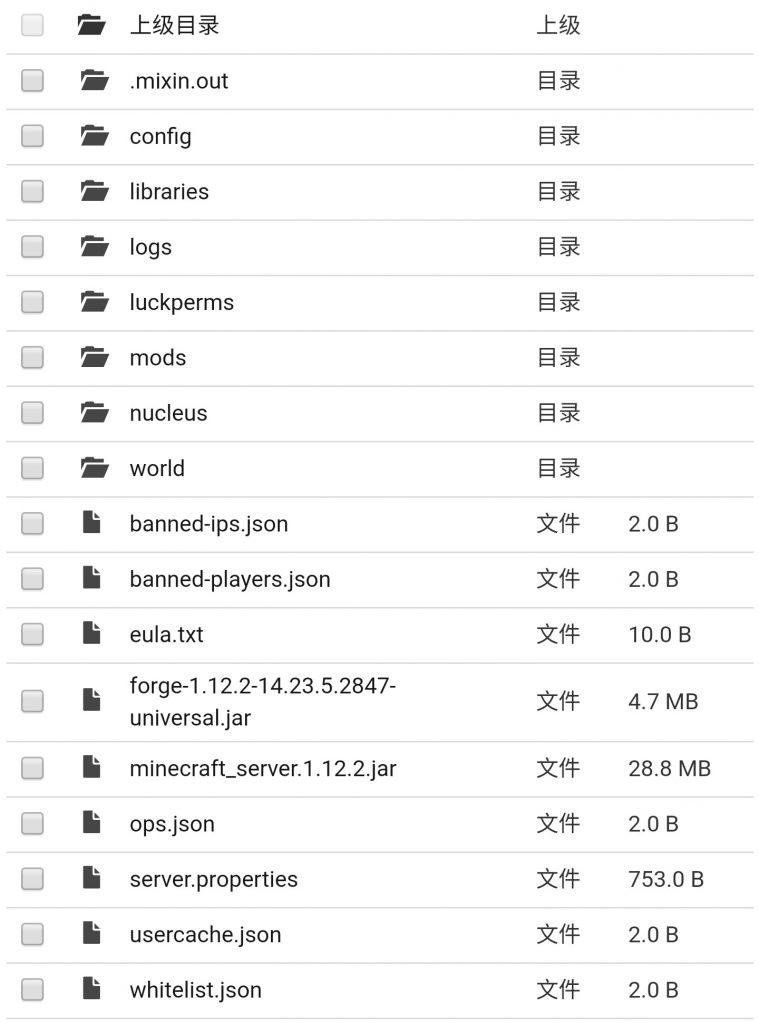 上级目录 上级
.mixin.out 目录
config 目录
libraries 目录
logs 目录
luckperms 目录
mods 目录
nucleus 目录
world 目录
banned-ips.json 文件 2.0 B
banned-players.json 文件 2.0 B
eula.txt 文件 10.0 B
forge-1.12.2-14.23.5.2847-
universal.jar 文件 4.7 MB
minecraft_server.1.12.2.jar 文件 28.8 MB
ops.json 文件 2.0 B
server.properties 文件 753.0 B
usercache.json 文件 2.0 B
whitelist.json 文件 2.0 B